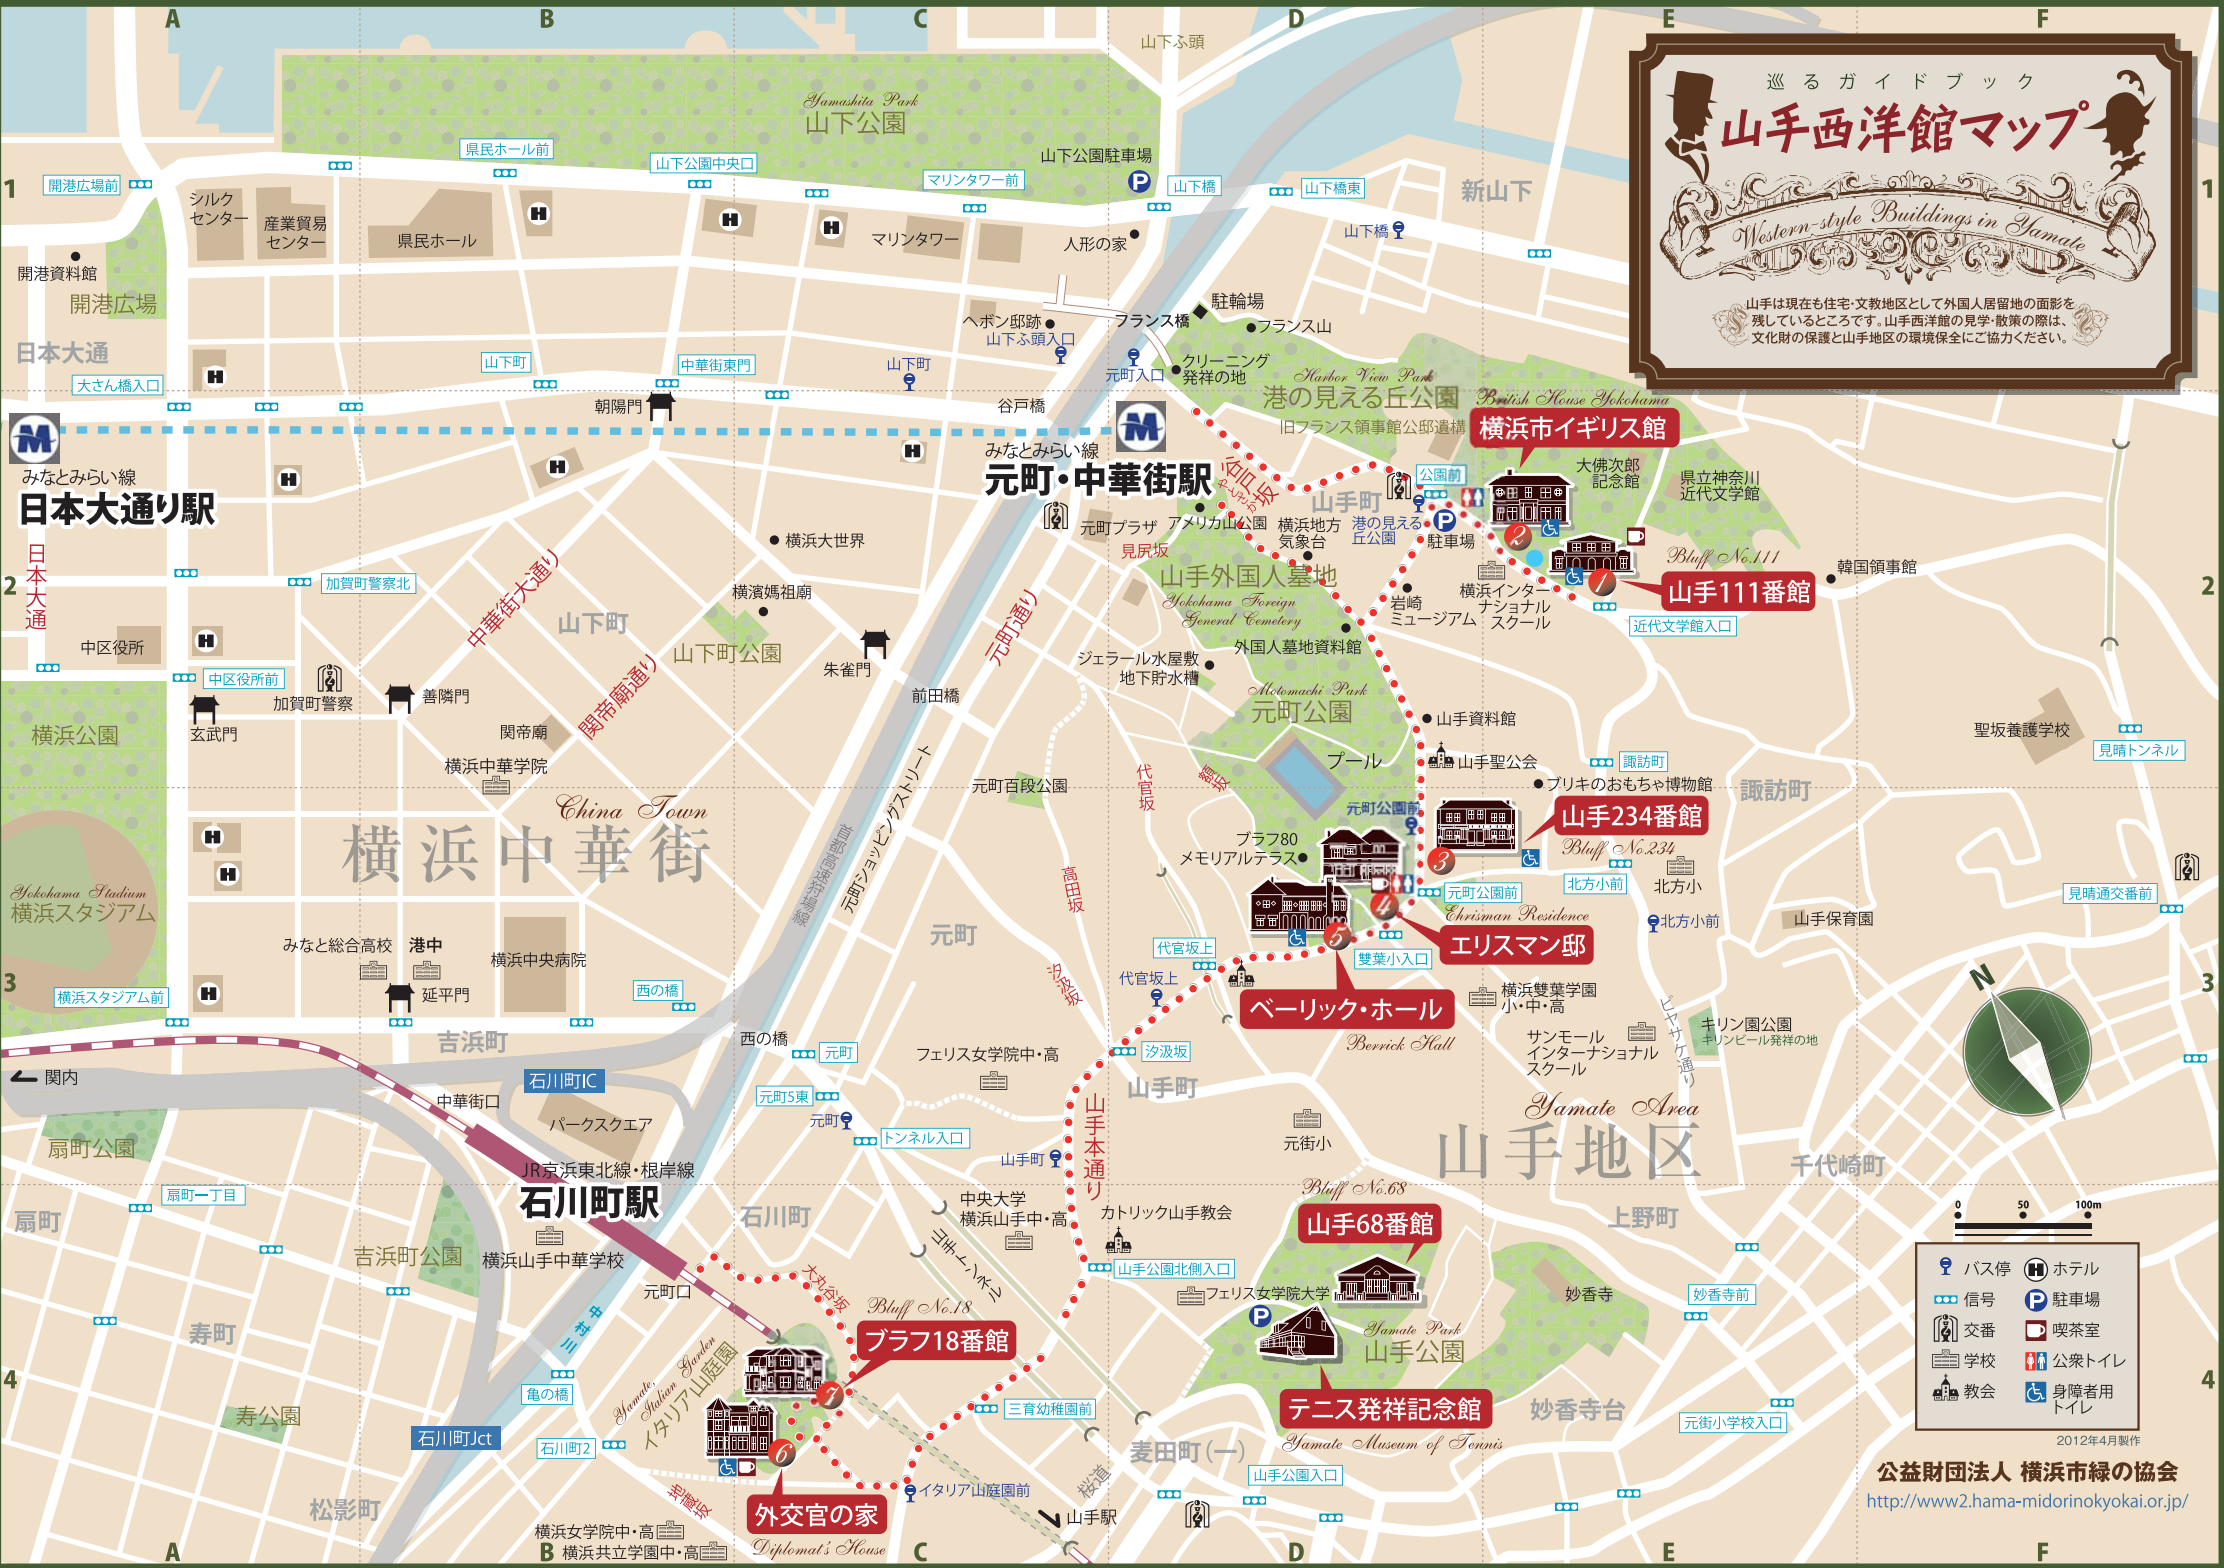 A
B
C
D
E
F
1
2
3
4
巡るガイドブック
山手西洋館マップ
Western-style Buildings in Yamate
山手は現在も住宅・文教地区として外国人居留地の面影を
残しているところです。山手西洋館の見学・散策の際は、
文化財の保護と山手地区の環境保全にご協力ください。
山下ふ頭
Yamashita Park
山下公園
県民ホール前
山下公園中央口
マリンタワー前
山下公園駐車場
P
山下橋
山下橋東
新山下
開港広場前
シルク
センター
産業貿易
センター
県民ホール
H
H
H
マリンタワー
人形の家
山下橋
開港資料館
開港広場
日本大通
大さん橋入口
H
山下町
中華街東門
山下町
ヘボン邸跡
山下ふ頭入口
フランス橋
駐輪場
フランス山
元町入口
クリーニング
発祥の地
朝陽門
谷戸橋
Harbor View Park
港の見える丘公園
旧フランス領事館公邸遺構
British House Yokohama
横浜市イギリス館
M
みなとみらい線
日本大通り駅
H
H
H
M
みなとみらい線
元町・中華街駅
谷戸坂
やとざか
山手町
公園前
大佛次郎
記念館
県立神奈川
近代文学館
日本大通
加賀町警察北
中華街大通り
横浜大世界
元町プラザ
アメリカ山公園
見尻坂
横浜地方
気象台
港の見える
丘公園
P
駐車場
2
1
Bluff No.111
山手111番館
韓国領事館
横浜インター
ナショナル
スクール
近代文学館入口
岩崎
ミュージアム
山手外国人墓地
Yokohama Foreign
General Cemetery
外国人墓地資料館
中区役所
H
中区役所前
加賀町警察
善隣門
玄武門
山下町
横濱媽祖廟
山下町公園
関帝廟通り
関帝廟
朱雀門
前田橋
元町通り
ジェラール水屋敷
地下貯水槽
Motomachi Park
元町公園
山手資料館
聖坂養護学校
見晴トンネル
横浜公園
横浜中華学院
China Town
横浜中華街
元町百段公園
代官坂
額坂
プール
山手聖公会
諏訪町
ブリキのおもちゃ博物館
諏訪町
元町公園前
山手234番館
Bluff No.234
3
ブラフ80
メモリアルテラス
H
H
首都高速狩場線
元町ショッピングストリート
高田坂
元町公園前
北方小前
北方小
見晴通交番前
Yokohama Stadium
横浜スタジアム
Ehrisman Residence
エリスマン邸
4
5
北方小前
山手保育園
みなと総合高校
港中
横浜中央病院
元町
汐汲坂
代官坂上
代官坂上
雙葉小入口
横浜スタジアム前
H
延平門
西の橋
ベーリック・ホール
Berrick Hall
横浜雙葉学園
小・中・高
サンモール
インターナショナル
スクール
ビヤザケ通り
キリン園公園
キリンビール発祥の地
N
吉浜町
西の橋
元町
フェリス女学院中・高
汐汲坂
山手町
関内
石川町IC
中華街口
パークスクエア
元町5東
元町
トンネル入口
山手本通り
元街小
Yamate Area
山手地区
千代崎町
扇町公園
JR京浜東北線・根岸線
石川町駅
山手町
扇町一丁目
扇町
吉浜町公園
横浜山手中華学校
石川町
中央大学
横浜山手中・高
カトリック山手教会
Bluff No.68
山手68番館
上野町
0 50 100m
寿町
元町口
中村川
大丸谷坂
山手トンネル
山手公園北側入口
フェリス女学院大学
P
妙香寺
妙香寺前
Bluff No.18
ブラフ18番館
7
Yamate Park
山手公園
バス停
ホテル
信号
駐車場
交番
喫茶室
学校
公衆トイレ
教会
身障者用
トイレ
2012年4月製作
亀の橋
Yamate,
Italian Garden
イタリア山庭園
三育幼稚園前
テニス発祥記念館
Yamate Museum of Tennis
妙香寺台
元街小学校入口
寿公園
石川町Jct
石川町2
6
麦田町(一)
山手公園入口
公益財団法人 横浜市緑の協会
http://www2.hama-midorinokyokai.or.jp/
松影町
地蔵坂
外交官の家
Diplomat's House
イタリア山庭園前
桜道
山手駅
横浜女学院中・高
横浜共立学園中・高
A
B
C
D
E
F